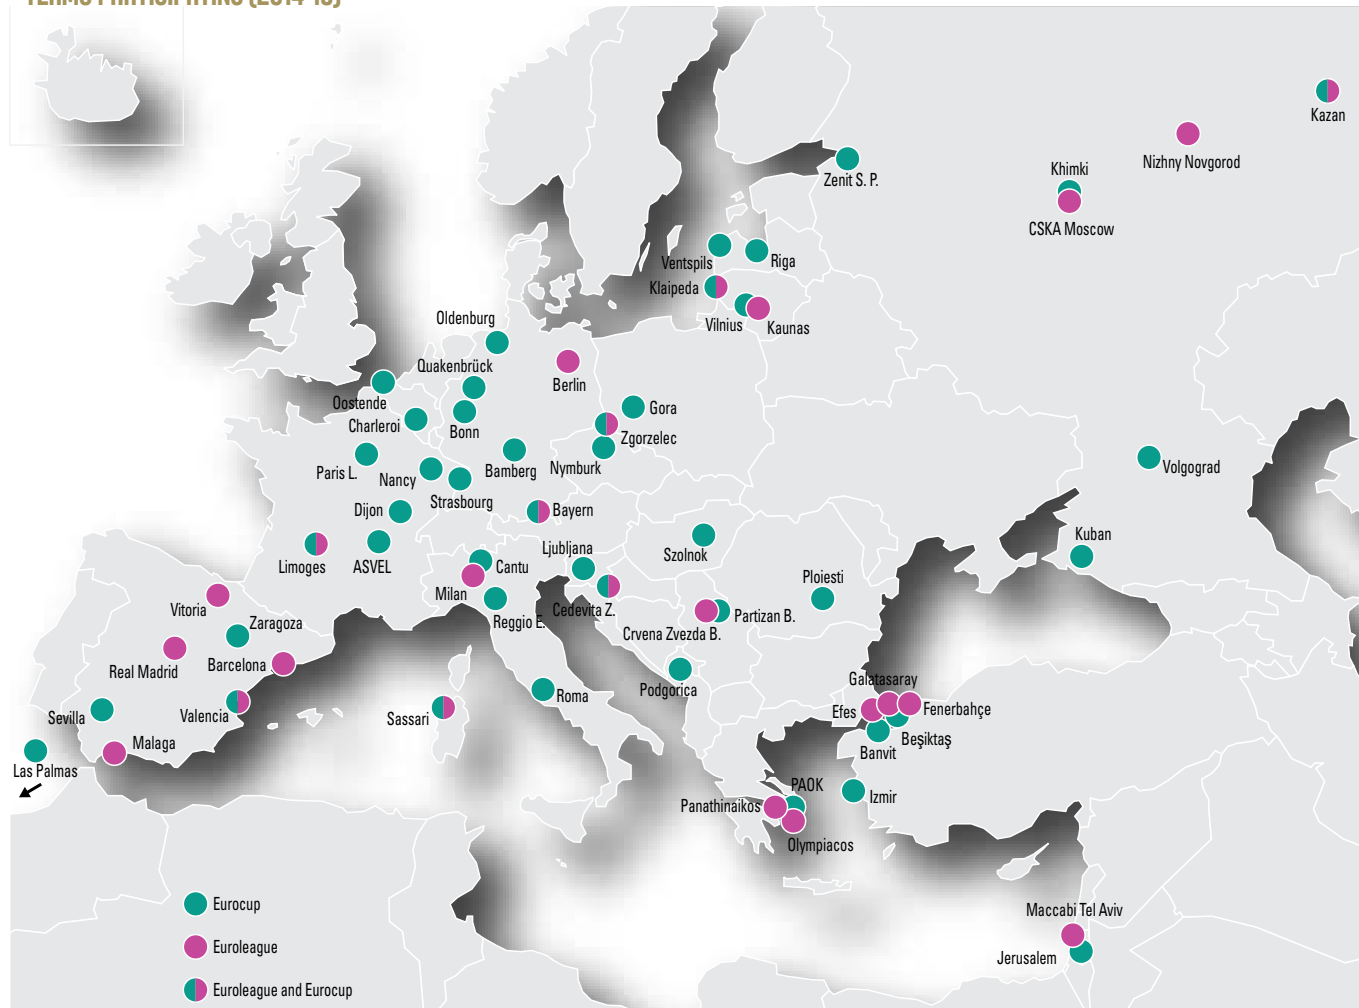 Kazan
Nizhny Novgorod
Khimki
Zenit S. P.
CSKA Moscow
Ventspils
Riga
Klaipeda
Vilnius
Kaunas
Oldenburg
Quakenbrück
Berlin
Oostende
Gora
Charleroi
Bonn
Zgorzelec
Paris L.
Nancy
Bamberg
Nymburk
Volgograd
Strasbourg
Dijon
Bayern
Kuban
Ljubljana
Szolnok
Limoges
ASVEL
Cantu
Ploiesti
Milan
Cedevita Z.
Vitoria
Zaragoza
Reggio E.
Partizan B.
Crvena Zvezda B.
Real Madrid
Barcelona
Podgorica
Galatasaray
Roma
Sevilla
Valencia
Sassari
Efes
Fenerbahçe
Malaga
Beşiktaş
Banvit
Las Palmas
PAOK
Izmir
Panathinaikos
Olympiacos
Eurocup
Maccabi Tel Aviv
Euroleague
Jerusalem
Euroleague and Eurocup